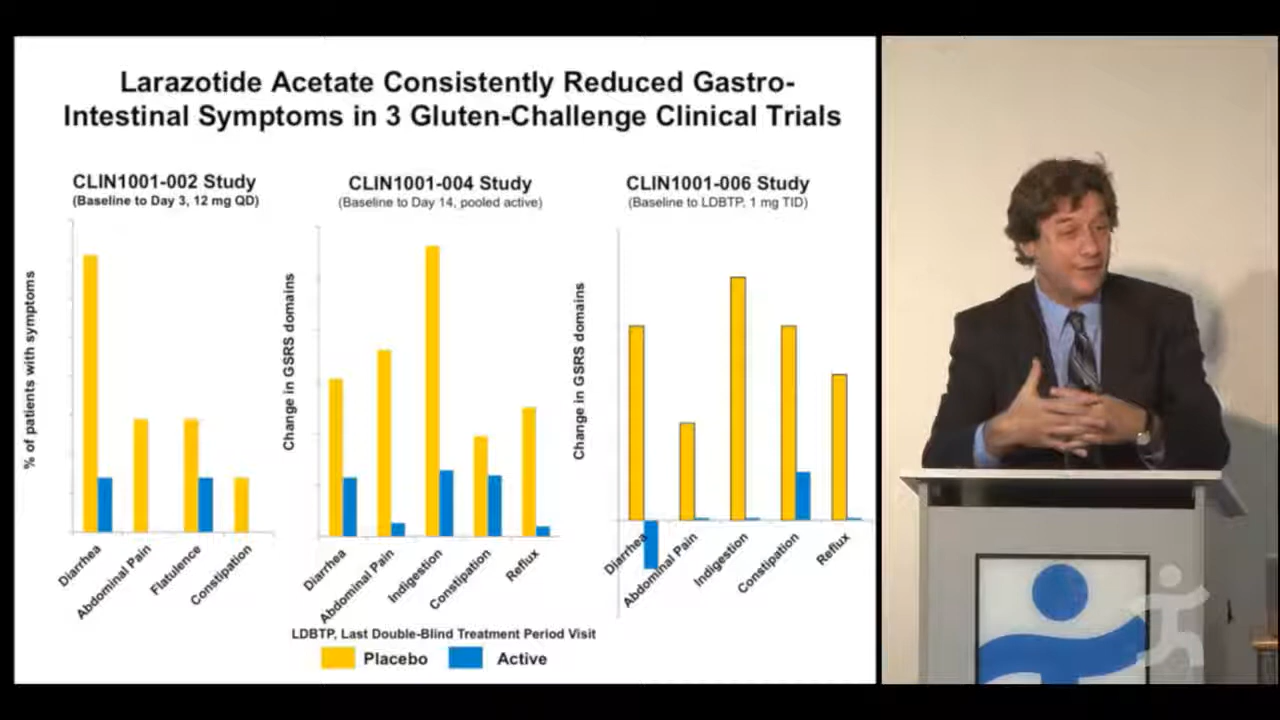 Larazotide Acetate Consistently Reduced Gastro-
Intestinal Symptoms in 3 Gluten-Challenge Clinical Trials
CLIN1001-002 Study
(Baseline to Day 3, 12 mg QD)
% of patients with symptoms
Diarrhea
Abdominal Pain
Flatulence
Constipation
CLIN1001-004 Study
(Baseline to Day 14, pooled active)
Change in GSRS domains
Diarrhea
Abdominal Pain
Indigestion
Constipation
Reflux
CLIN1001-006 Study
(Baseline to LDBTP, 1 mg TID)
Change in GSRS domains
Diarrhea
Abdominal Pain
Indigestion
Constipation
Reflux
LDBTP, Last Double-Blind Treatment Period Visit
Placebo
Active